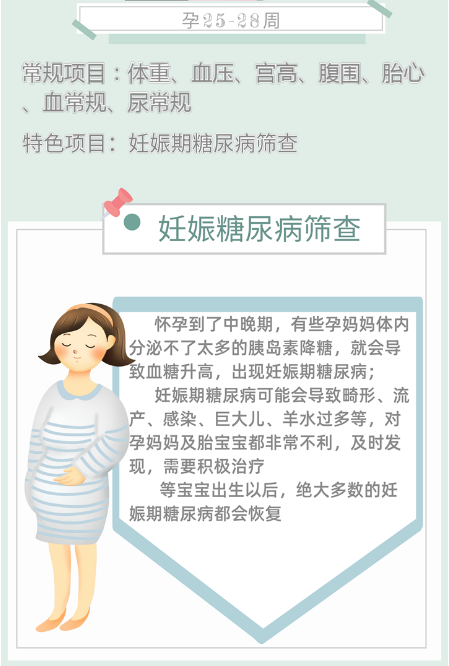 孕25-28周
常规项目：体重、血压、宫高、腹围、胎心
、血常规、尿常规
特色项目：妊娠期糖尿病筛查
妊娠糖尿病筛查
怀孕到了中晚期，有些孕妈妈体内
分泌不了太多的胰岛素降糖，就会导
致血糖升高，出现妊娠期糖尿病；
妊娠期糖尿病可能会导致畸形、流
产、感染、巨大儿、羊水过多等，对
孕妈妈及胎宝宝都非常不利，及时发
现，需要积极治疗
等宝宝出生以后，绝大多数的妊
娠期糖尿病都会恢复